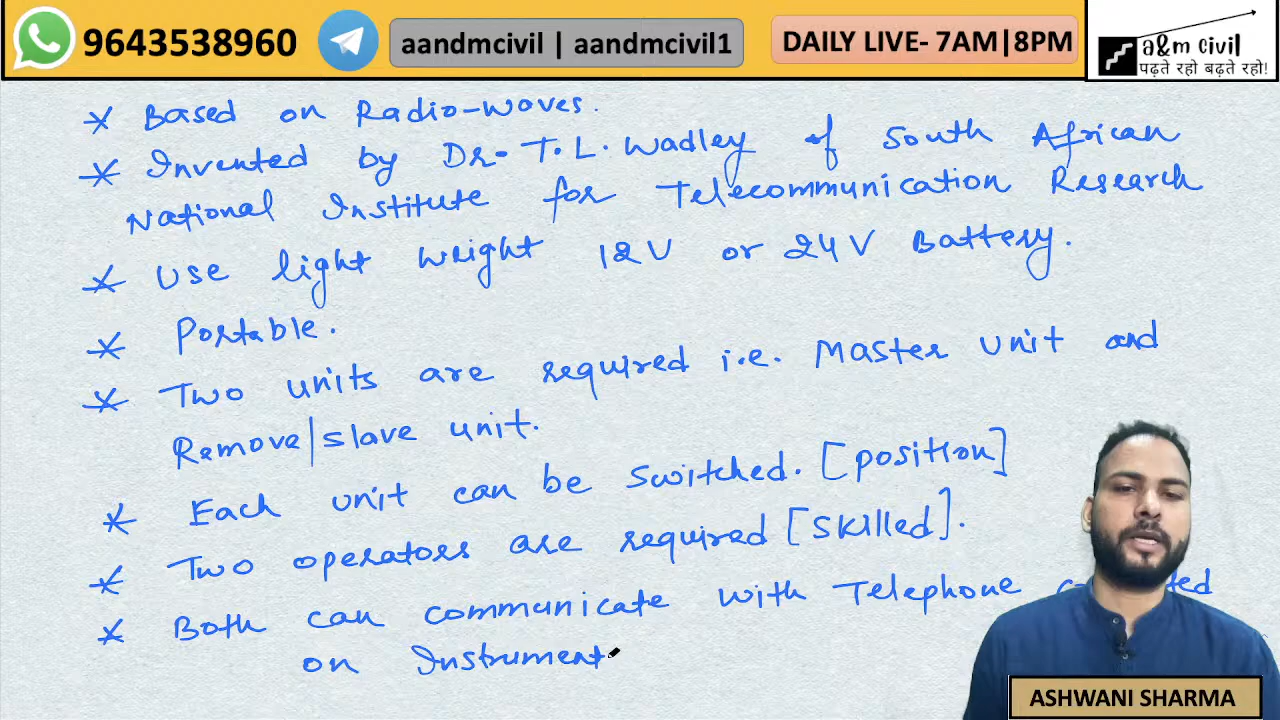 9643538960
aandmcivil | aandmcivil1
DAILY LIVE- 7AM|8PM
a&m civil
पढ़ते रहो बढ़ते रहो!
* Based on Radio-waves.
* Invented by Dr. T. L. Wadley of South African
National Institute for Telecommunication Research
* Use light weight 12V or 24V Battery.
* Portable.
* Two units are required i.e. Master unit and
Remove/slave unit.
* Each unit can be switched. [position]
* Two operators are required [skilled].
* Both can communicate with Telephone
on Instrument
ASHWANI SHARMA